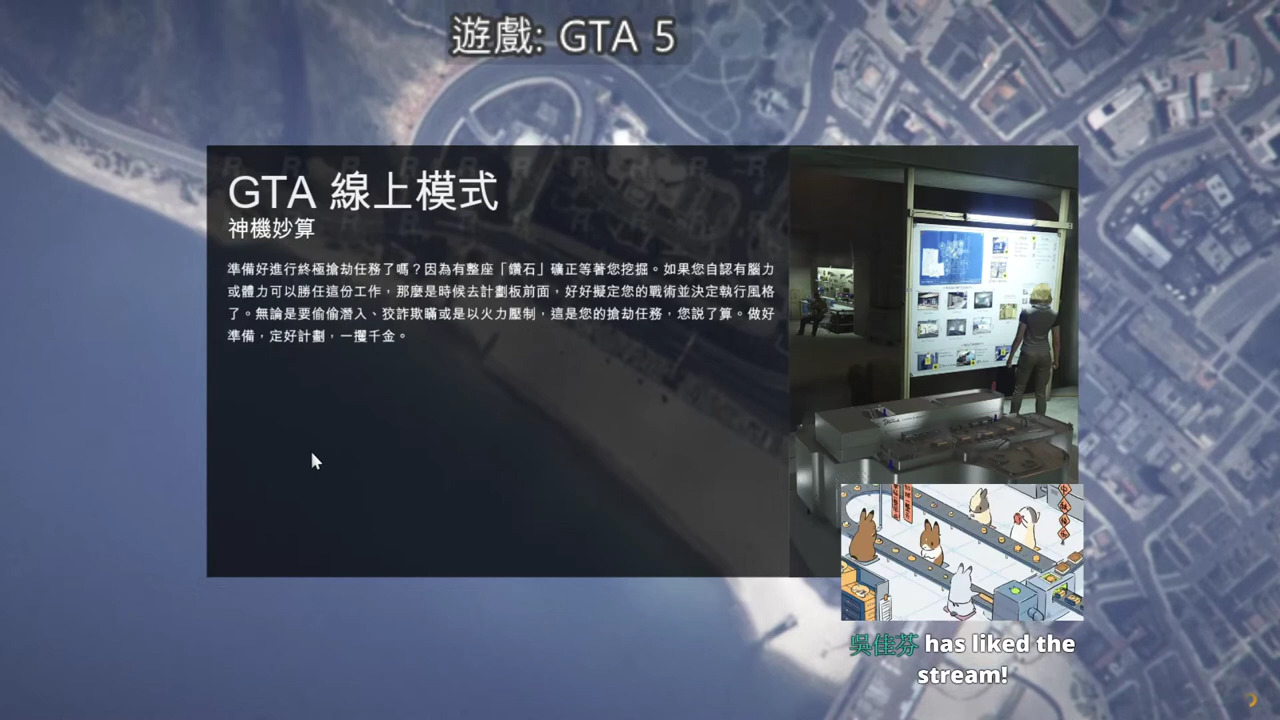 遊戲: GTA 5
GTA 線上模式
神機妙算
準備好進行終極搶劫任務了嗎？因為有整座「鑽石」礦正等著您挖掘。如果您自認有腦力
或體力可以勝任這份工作，那麼是時候去計劃板前面，好好擬定您的戰術並決定執行風格
了。無論是要偷偷潛入、狡詐欺瞞或是以火力壓制，這是您的搶劫任務，您說了算。做好
準備，定好計劃，一攫千金。
吳佳芬 has liked the
stream!